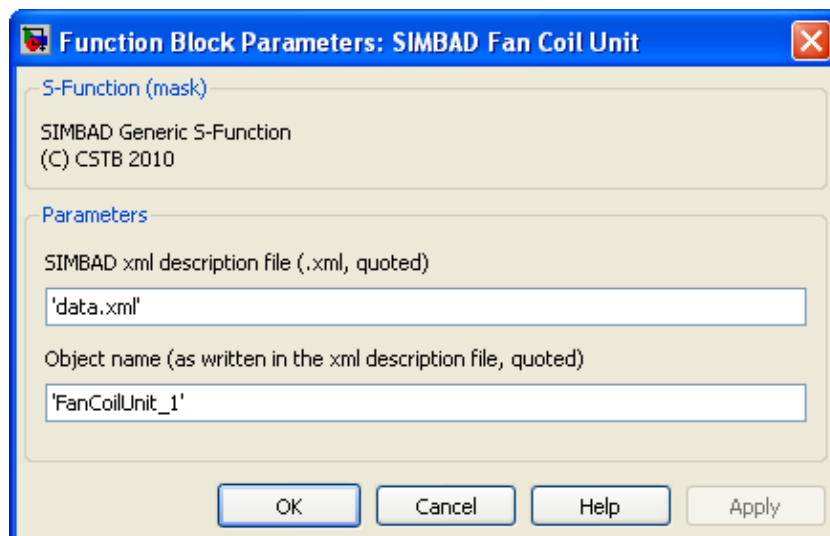 Function Block Parameters: SIMBAD Fan Coil Unit
S-Function (mask)
SIMBAD Generic S-Function
(C) CSTB 2010
Parameters
SIMBAD xml description file (.xml, quoted)
'data.xml'
Object name (as written in the xml description file, quoted)
'FanCoilUnit_1'
OK Cancel Help Apply